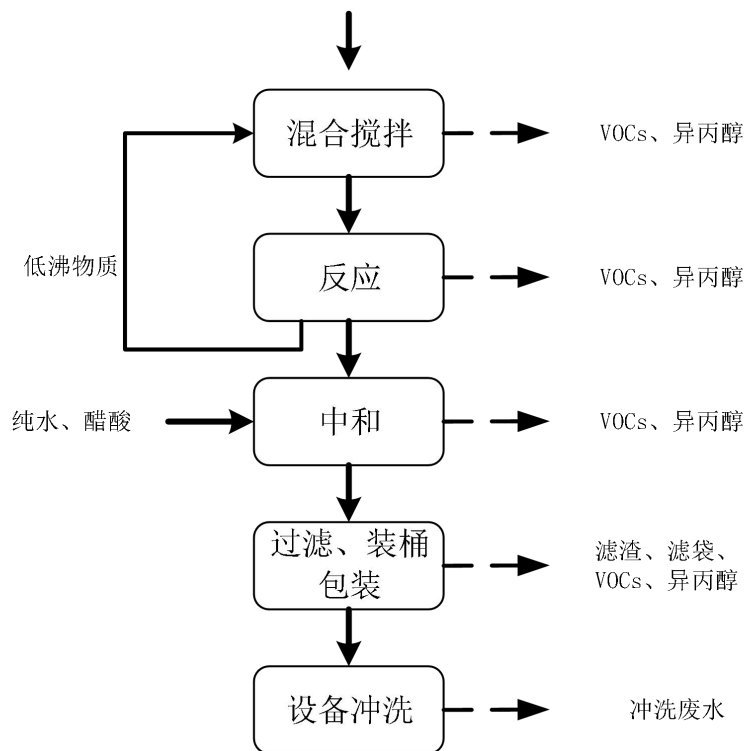 混合搅拌
VOCs、异丙醇
低沸物质
反应
VOCs、异丙醇
纯水、醋酸
中和
VOCs、异丙醇
过滤、装桶
包装
滤渣、滤袋、
VOCs、异丙醇
设备冲洗
冲洗废水